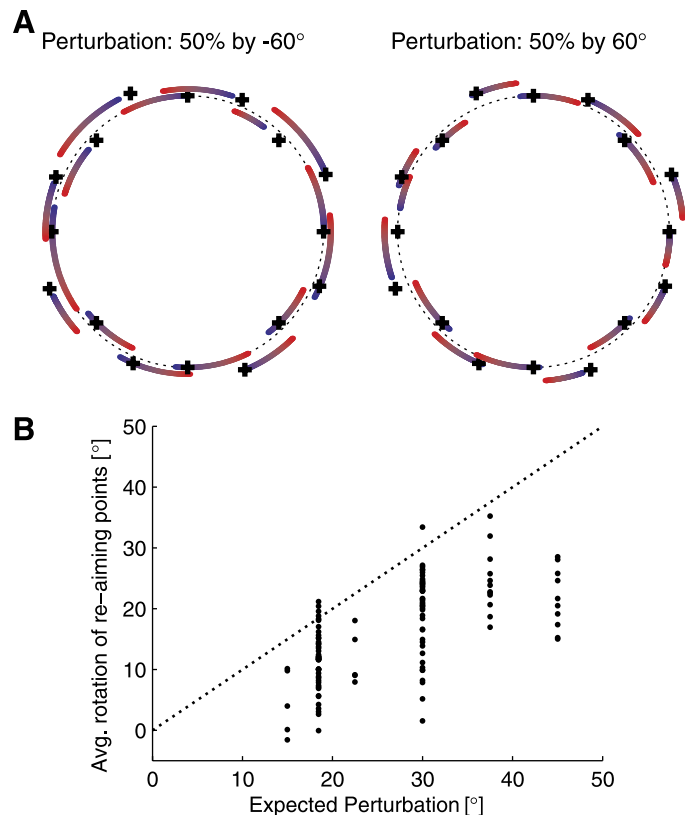 A
Perturbation: 50% by -60°
Perturbation: 50% by 60°
B
Avg. rotation of re−aiming points [°]
50
40
30
20
10
0
0 10 20 30 40 50
Expected Perturbation [°]